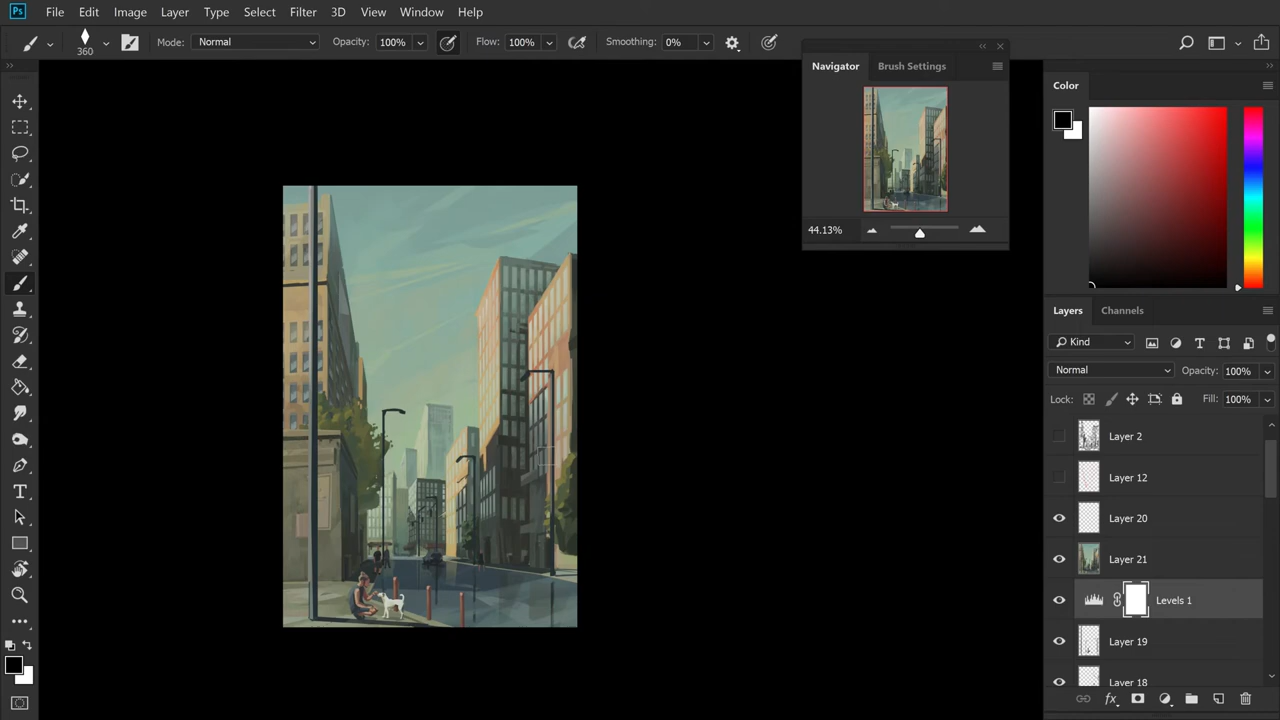 Ps File Edit Image Layer Type Select Filter 3D View Window Help
360 Mode: Normal Opacity: 100% Flow: 100% Smoothing: 0%
Navigator Brush Settings
44.13%
Color
Layers Channels
Kind
Normal Opacity: 100%
Lock: Fill: 100%
Layer 2
Layer 12
Layer 20
Layer 21
Levels 1
Layer 19
Layer 18
fx